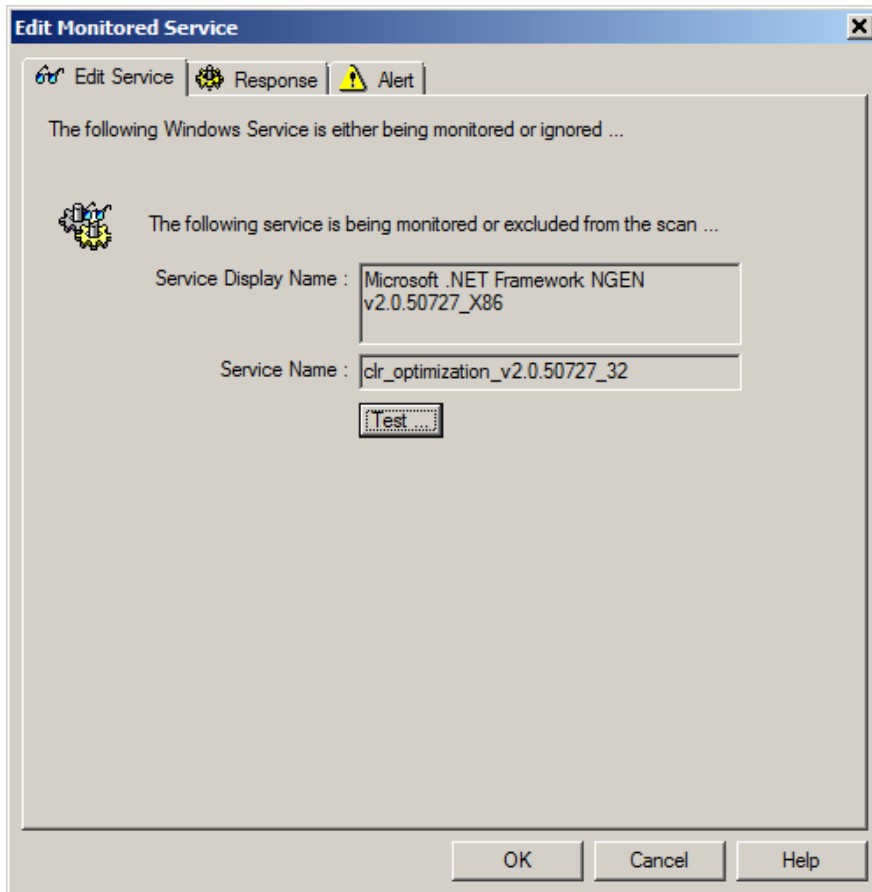 Edit Monitored Service
Edit Service
Response
Alert
The following Windows Service is either being monitored or ignored ...
The following service is being monitored or excluded from the scan ...
Service Display Name : Microsoft .NET Framework NGEN
v2.0.50727_X86
Service Name : clr_optimization_v2.0.50727_32
Test ...
OK Cancel Help